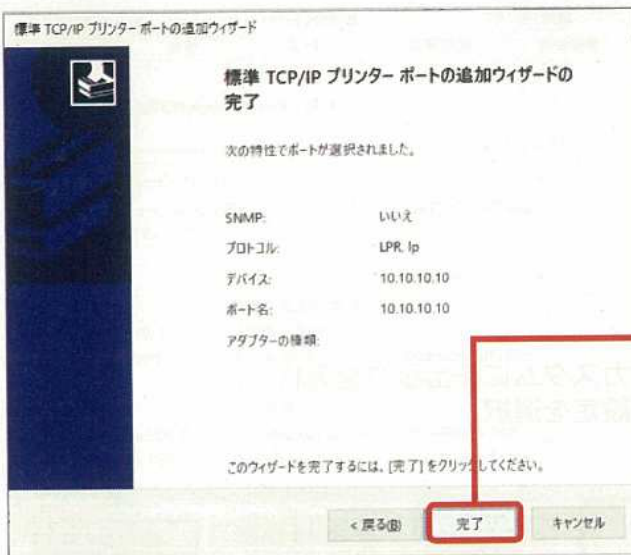 標準 TCP/IP プリンター ポートの追加ウィザード
標準 TCP/IP プリンター ポートの追加ウィザードの
完了
次の特性でポートが選択されました。
SNMP: いいえ
プロトコル: LPR, lp
デバイス: 10.10.10.10
ポート名: 10.10.10.10
アダプターの種類:
このウィザードを完了するには、[完了] をクリックしてください。
< 戻る(B) 完了 キャンセル